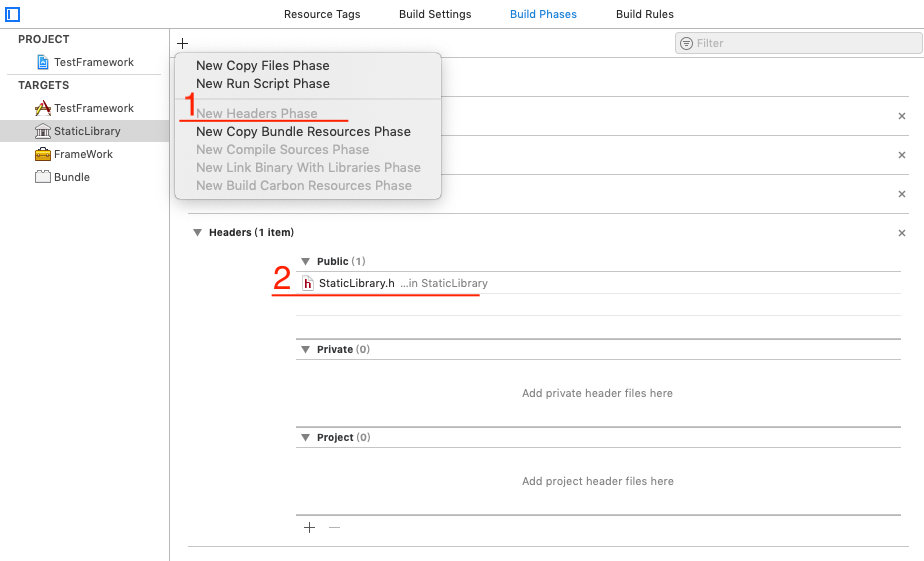 Resource Tags Build Settings Build Phases Build Rules
PROJECT
TestFramework
TARGETS
TestFramework
StaticLibrary
FrameWork
Bundle
Filter
New Copy Files Phase
New Run Script Phase
1
New Headers Phase
New Copy Bundle Resources Phase
New Compile Sources Phase
New Link Binary With Libraries Phase
New Build Carbon Resources Phase
Headers (1 item)
Public (1)
2
h StaticLibrary.h ...in StaticLibrary
Private (0)
Add private header files here
Project (0)
Add project header files here